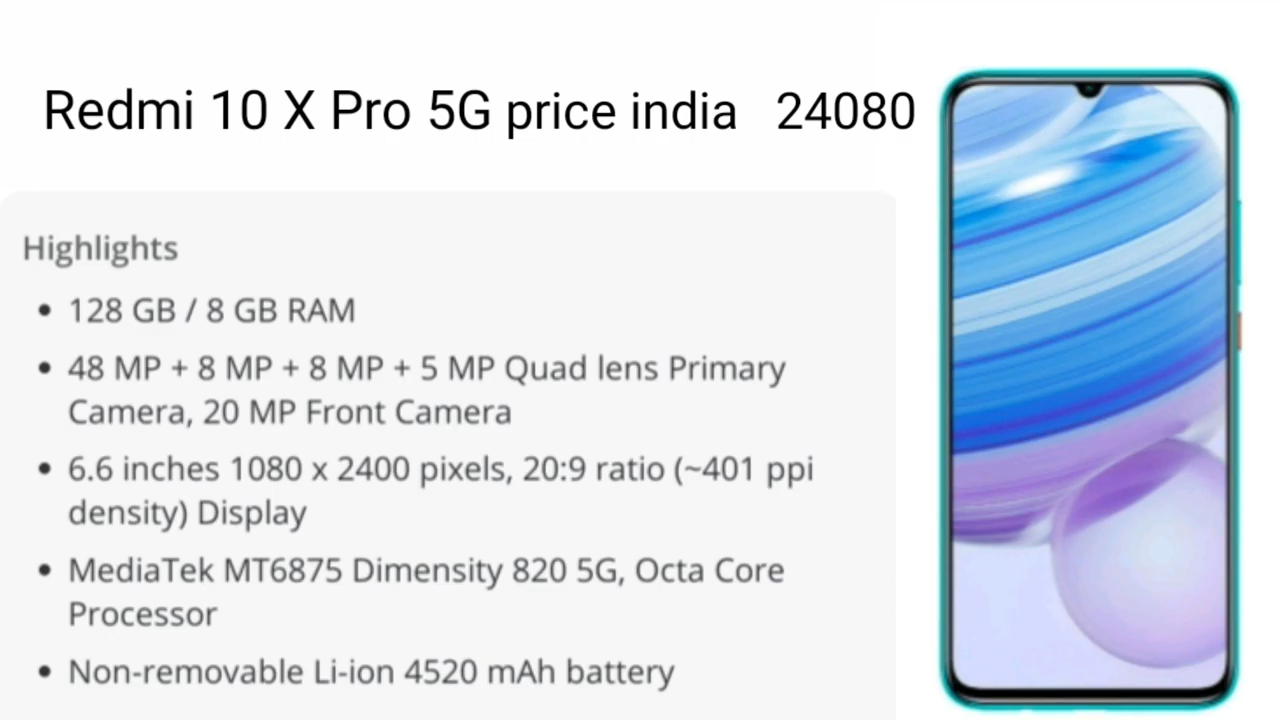 Redmi 10 X Pro 5G price india 24080
Highlights
• 128 GB / 8 GB RAM
• 48 MP + 8 MP + 8 MP + 5 MP Quad lens Primary
Camera, 20 MP Front Camera
• 6.6 inches 1080 x 2400 pixels, 20:9 ratio (~401 ppi
density) Display
• MediaTek MT6875 Dimensity 820 5G, Octa Core
Processor
• Non-removable Li-ion 4520 mAh battery